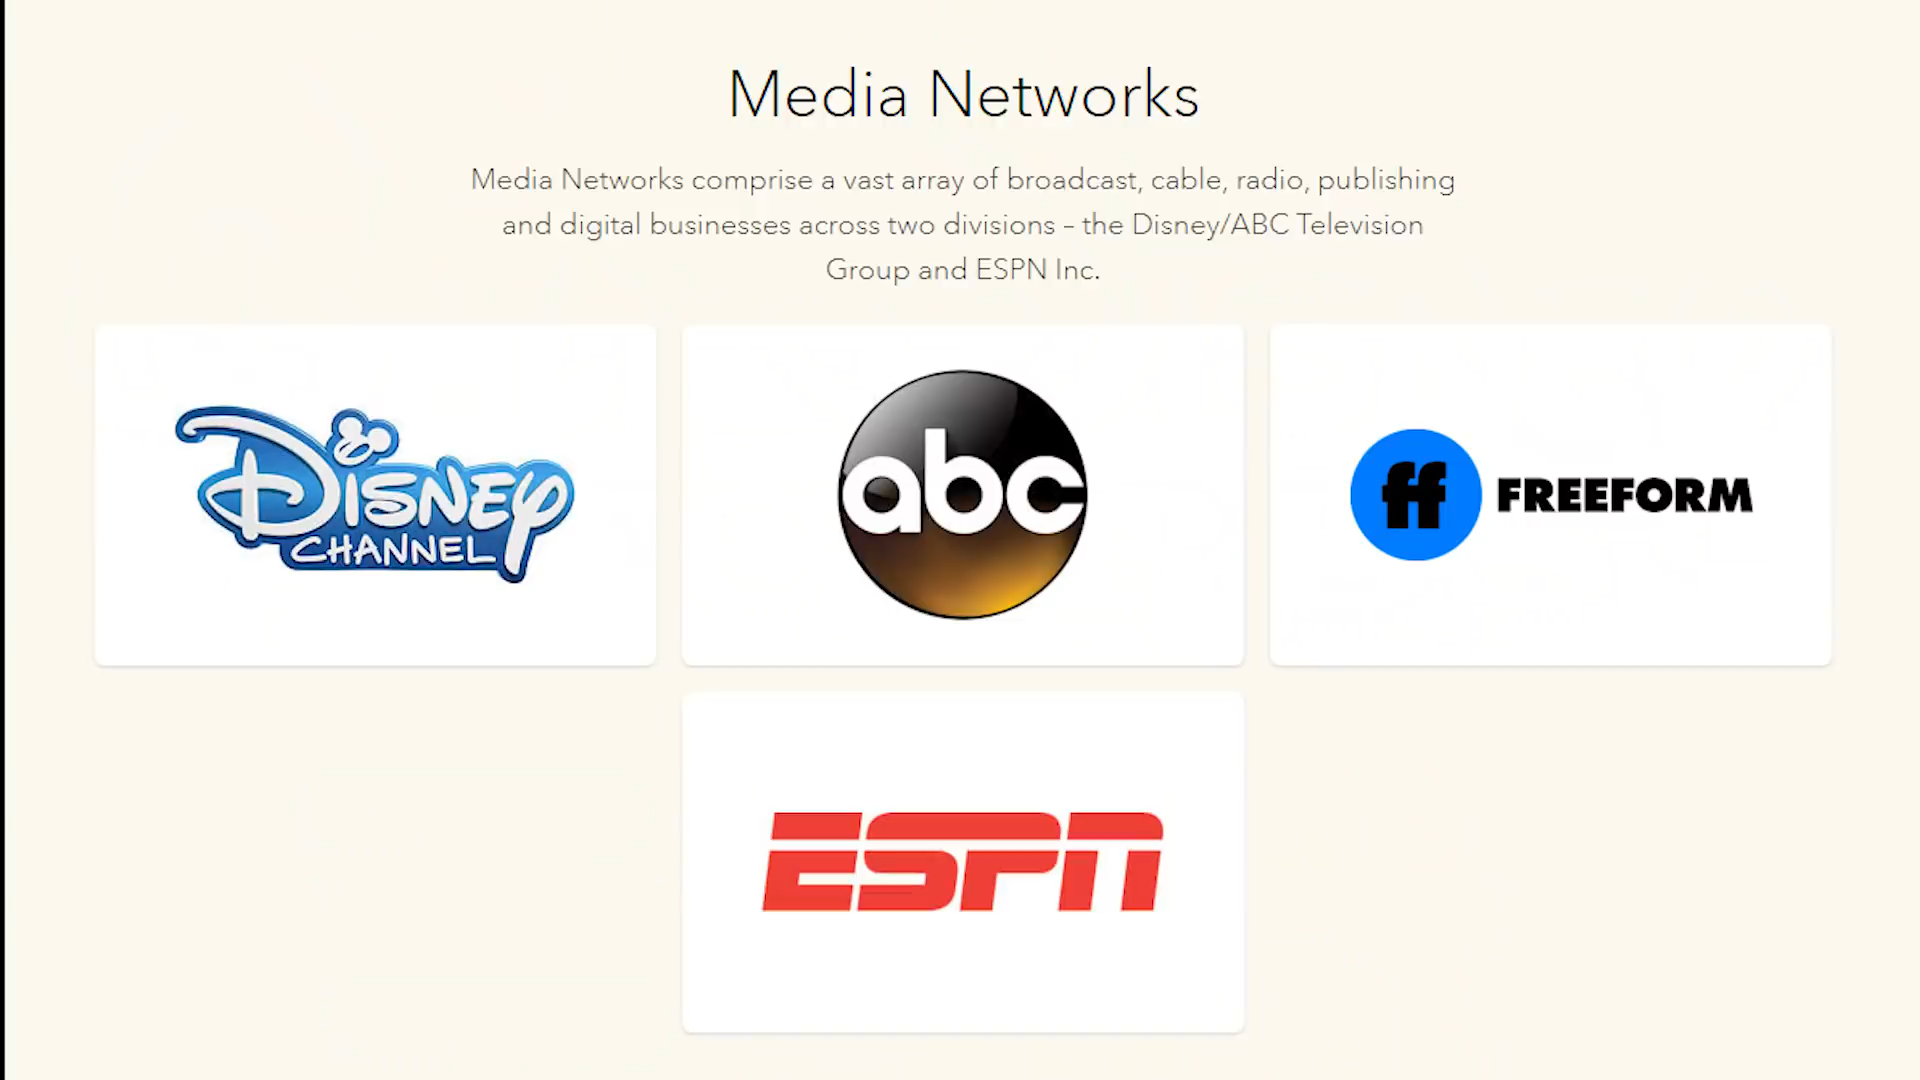 Media Networks
Media Networks comprise a vast array of broadcast, cable, radio, publishing
and digital businesses across two divisions – the Disney/ABC Television
Group and ESPN Inc.
DISNEY
CHANNEL
abc
ff FREEFORM
ESPN